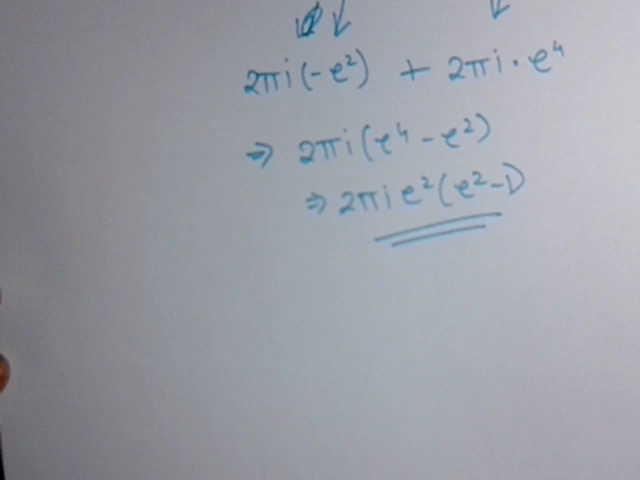 2πi(-e²) + 2πi · e⁴
⇒ 2πi(e⁴ - e²)
⇒ 2πi e²(e² - 1)